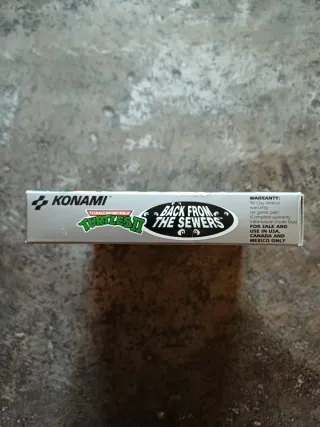 KONAMI
TEENAGE MUTANT NINJA
TURTLES II
BACK FROM
THE SEWERS
WARRANTY:
90 Day limited
warranty
on game pak.
(Complete warranty
information inside box)
FOR SALE AND
USE IN USA,
CANADA AND
MEXICO ONLY